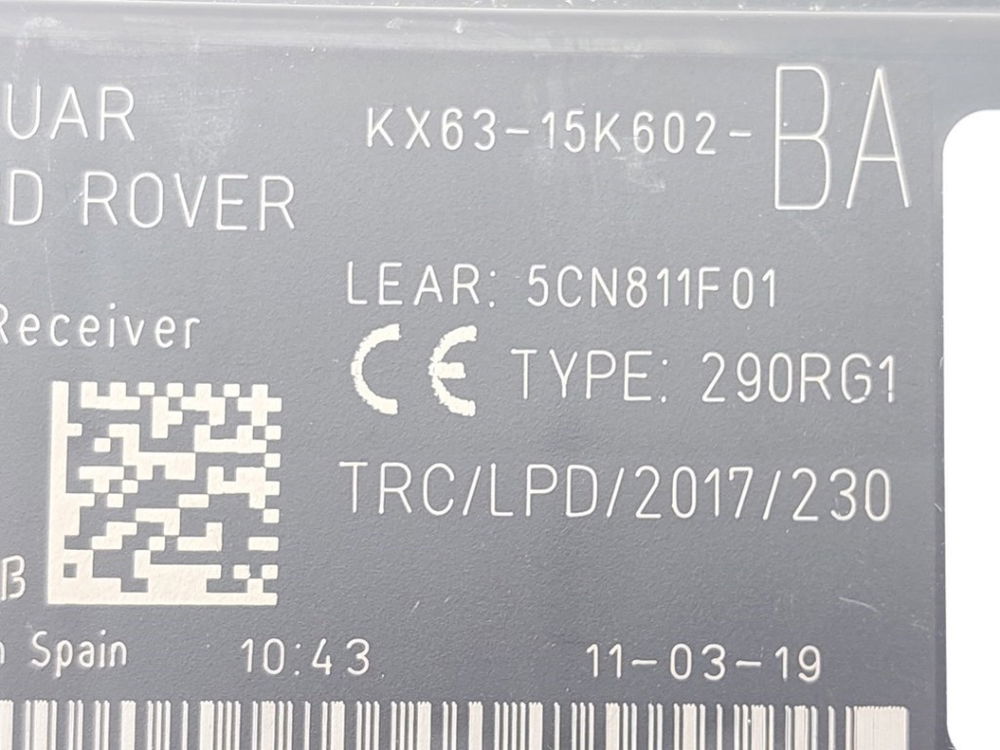 UAR
KX63-15K602-BA
D ROVER
LEAR: 5CN811F01
Receiver
CE TYPE: 290RG1
TRC/LPD/2017/230
ß
n Spain
10:43
11-03-19